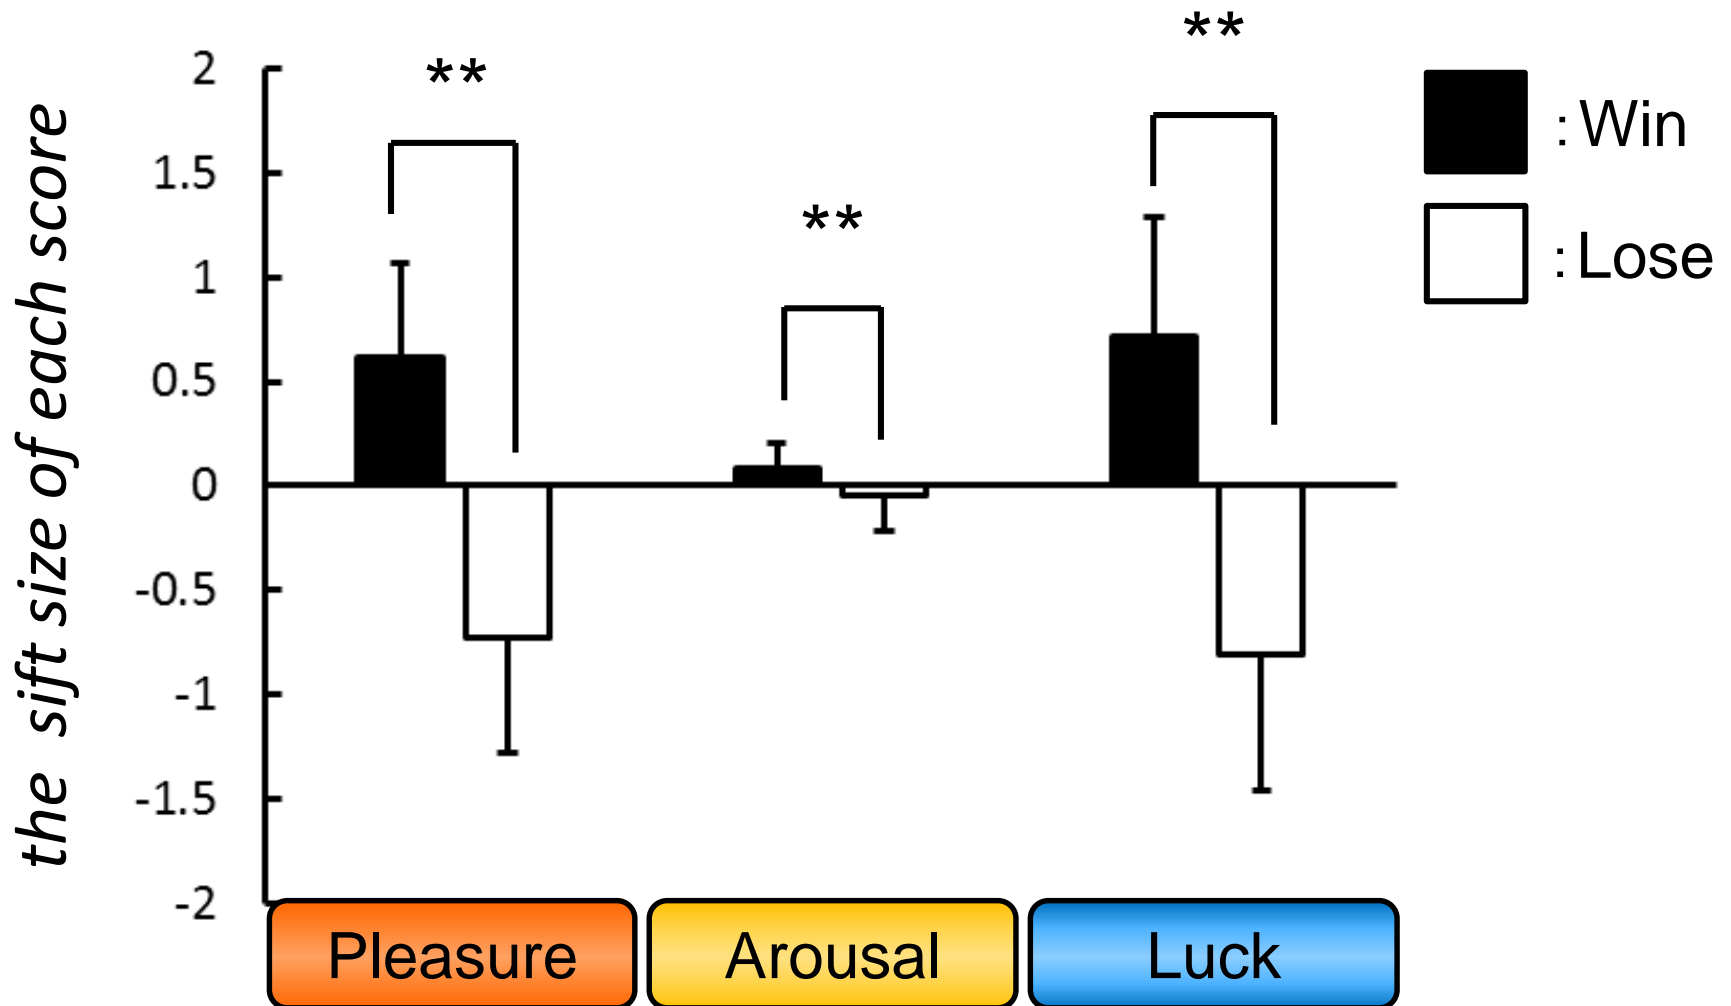 the sift size of each score
2
1.5
1
0.5
0
-0.5
-1
-1.5
-2
**
**
**
: Win
: Lose
Pleasure
Arousal
Luck